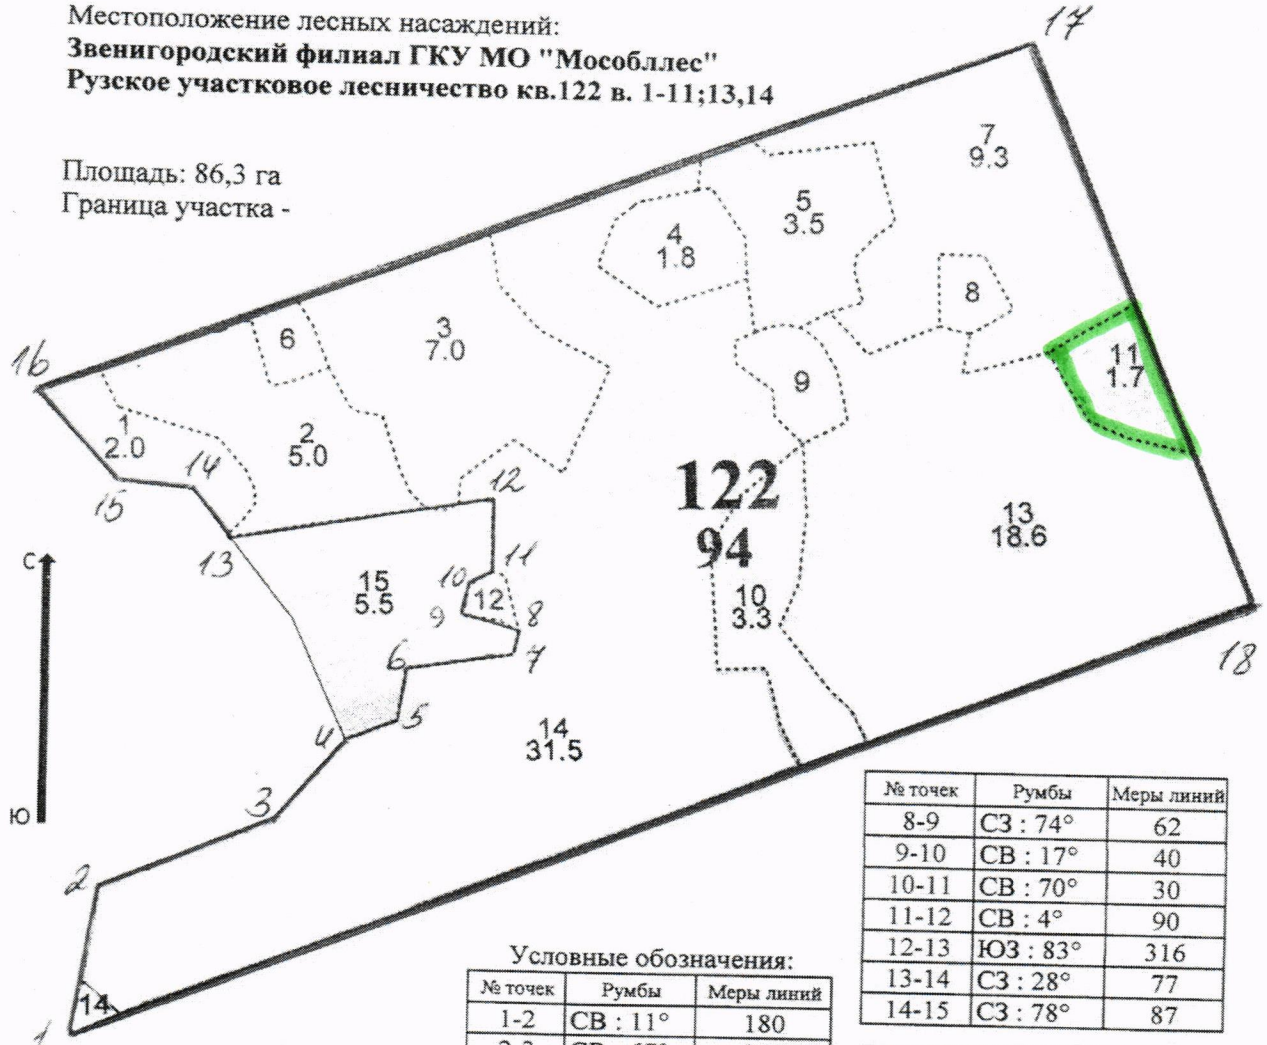 Местоположение лесных насаждений:
Звенигородский филиал ГКУ МО "Мособллес"
Рузское участковое лесничество кв.122 в. 1-11;13,14
Площадь: 86,3 га
Граница участка -
17
7
9.3
5
3.5
4
1.8
8
6
3
7.0
16
11
1.7
9
1
2.0
2
5.0
14
15
12
122
94
13
18.6
13
С
11
15
5.5
10
12
9
8
10
3.3
7
6
18
5
4
14
31.5
3
Ю
2
14
1
№ точек Румбы Меры линий
8-9 СЗ : 74° 62
9-10 СВ : 17° 40
10-11 СВ : 70° 30
11-12 СВ : 4° 90
12-13 ЮЗ : 83° 316
13-14 СЗ : 28° 77
14-15 СЗ : 78° 87
Условные обозначения:
№ точек Румбы Меры линий
1-2 СВ : 11° 180